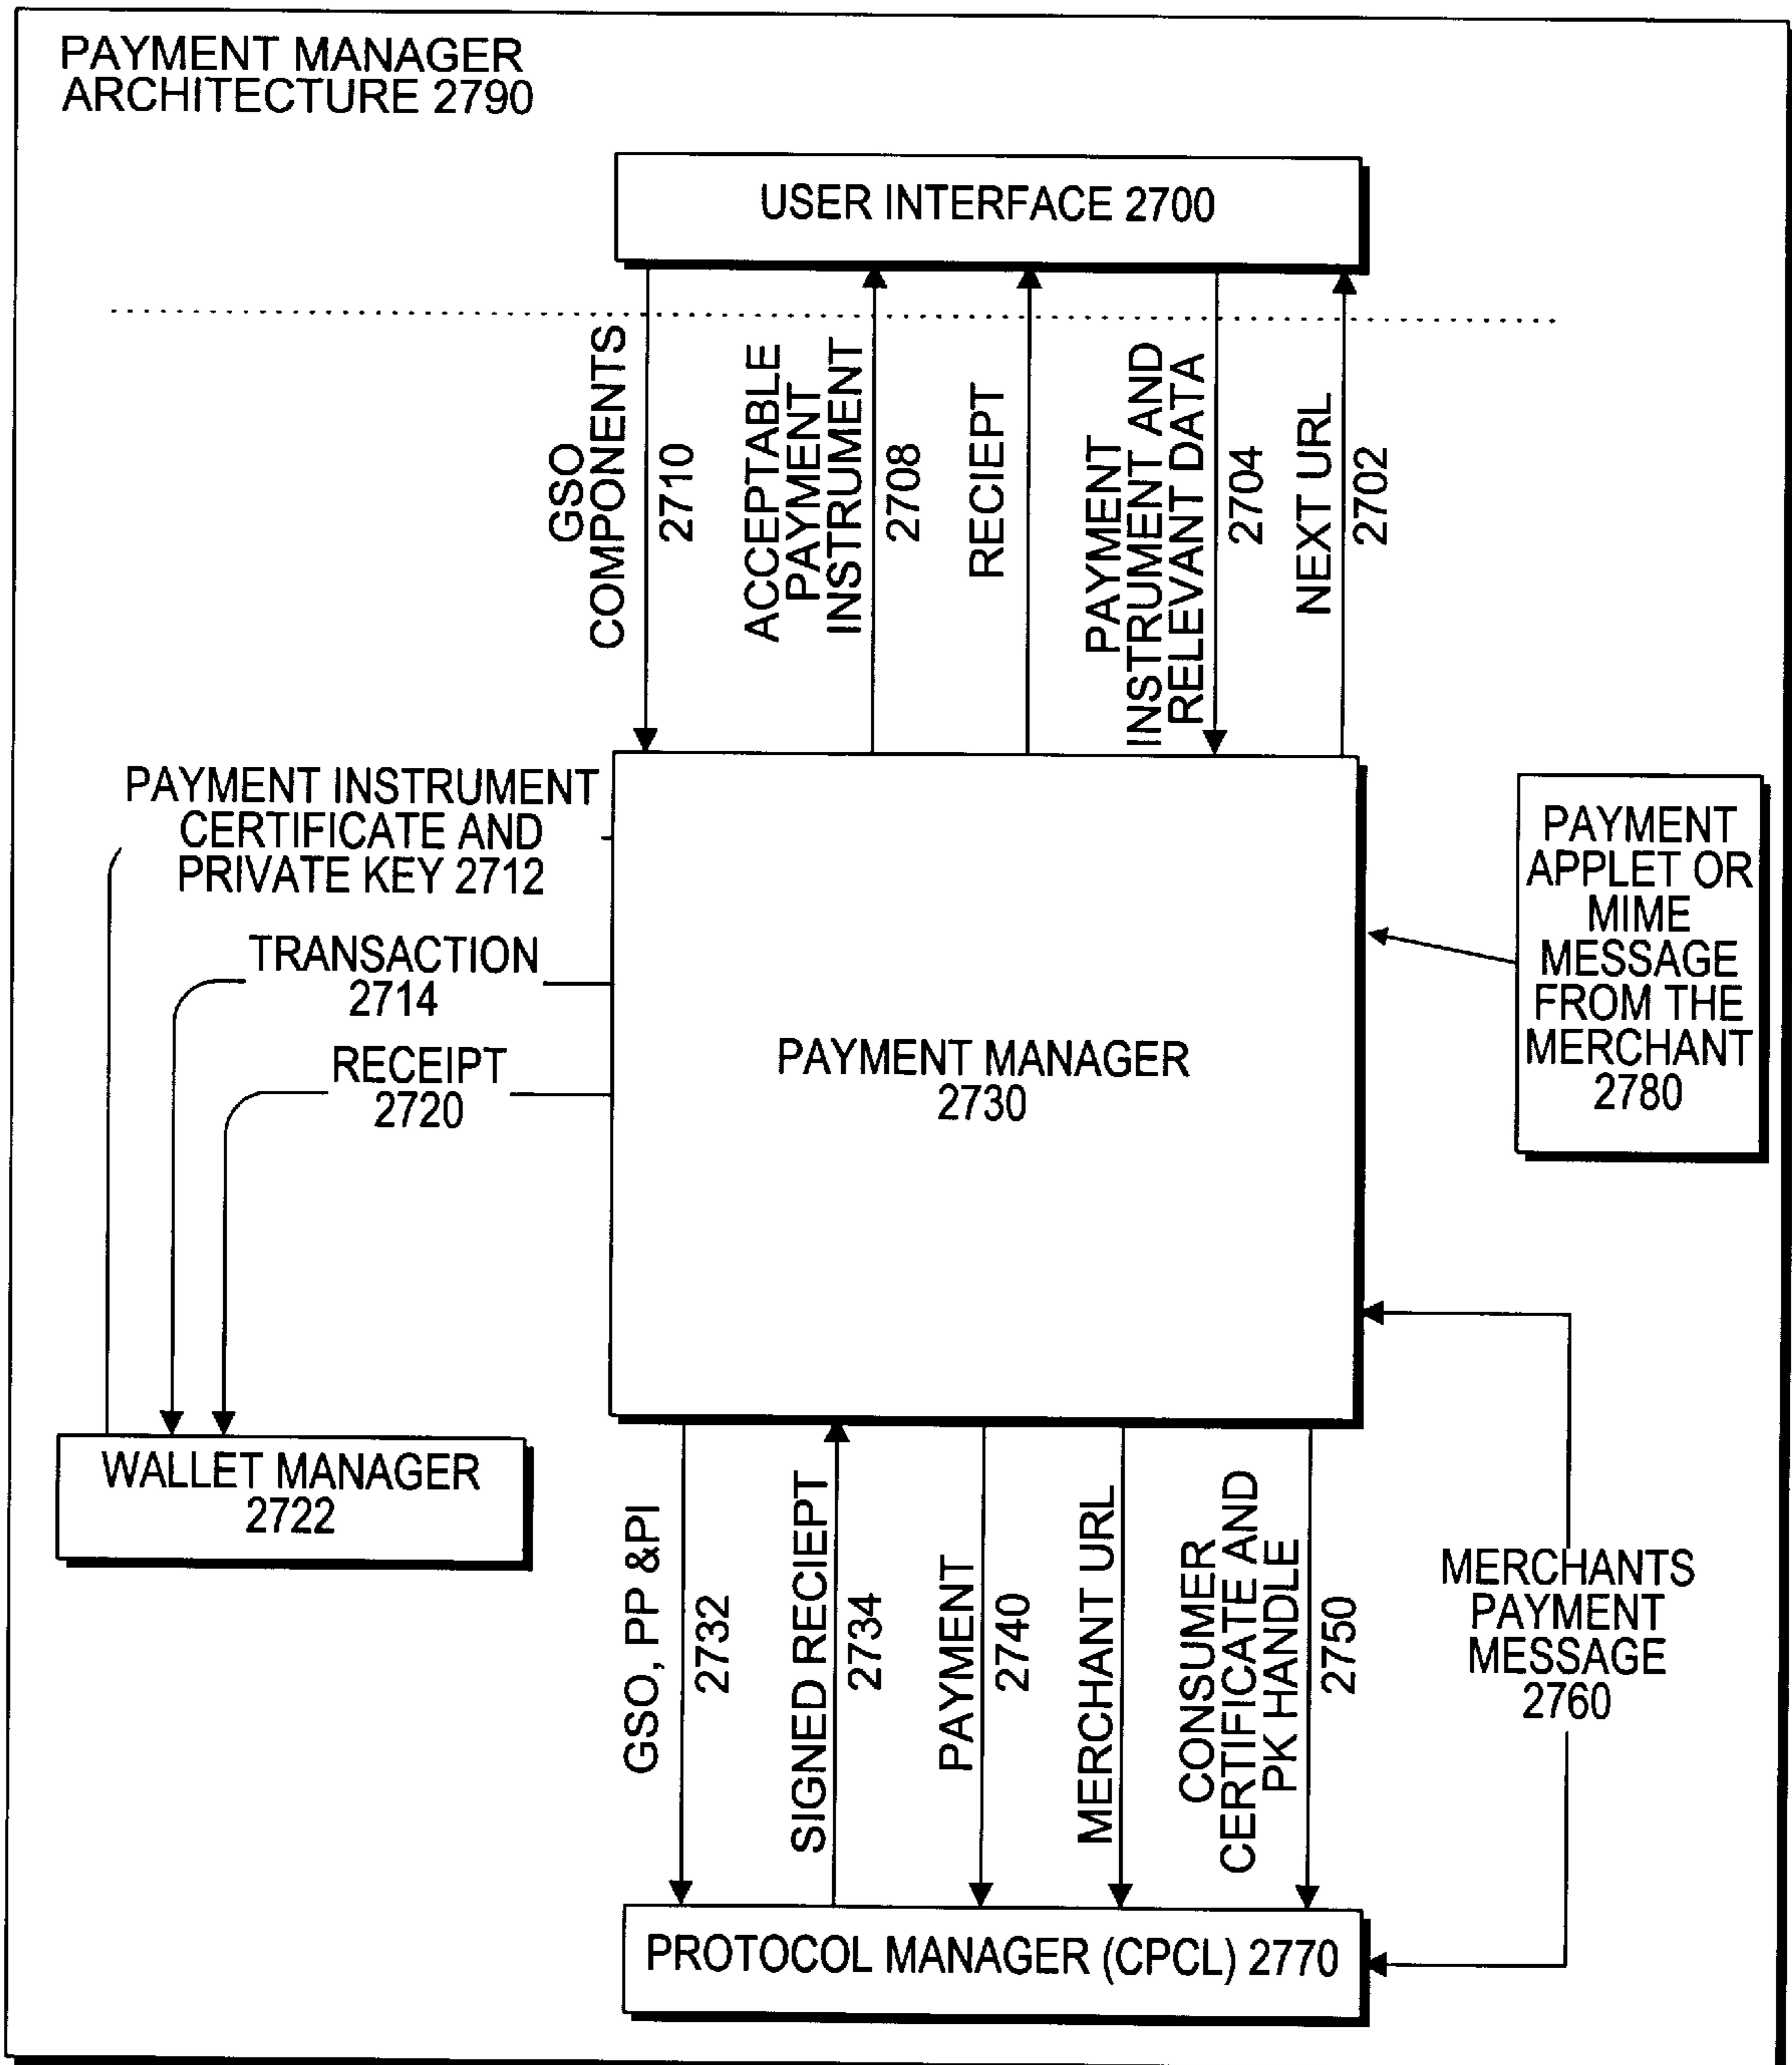 PAYMENT MANAGER
ARCHITECTURE 2790
USER INTERFACE 2700
GSO
COMPONENTS
2710
ACCEPTABLE
PAYMENT
INSTRUMENT
2708
RECIEPT
PAYMENT
INSTRUMENT AND
RELEVANT DATA
2704
NEXT URL
2702
PAYMENT INSTRUMENT
CERTIFICATE AND
PRIVATE KEY 2712
TRANSACTION
2714
RECEIPT
2720
PAYMENT MANAGER
2730
PAYMENT
APPLET OR
MIME
MESSAGE
FROM THE
MERCHANT
2780
WALLET MANAGER
2722
GSO, PP &PI
2732
SIGNED RECIEPT
2734
PAYMENT
2740
MERCHANT URL
CONSUMER
CERTIFICATE AND
PK HANDLE
2750
MERCHANTS
PAYMENT
MESSAGE
2760
PROTOCOL MANAGER (CPCL) 2770